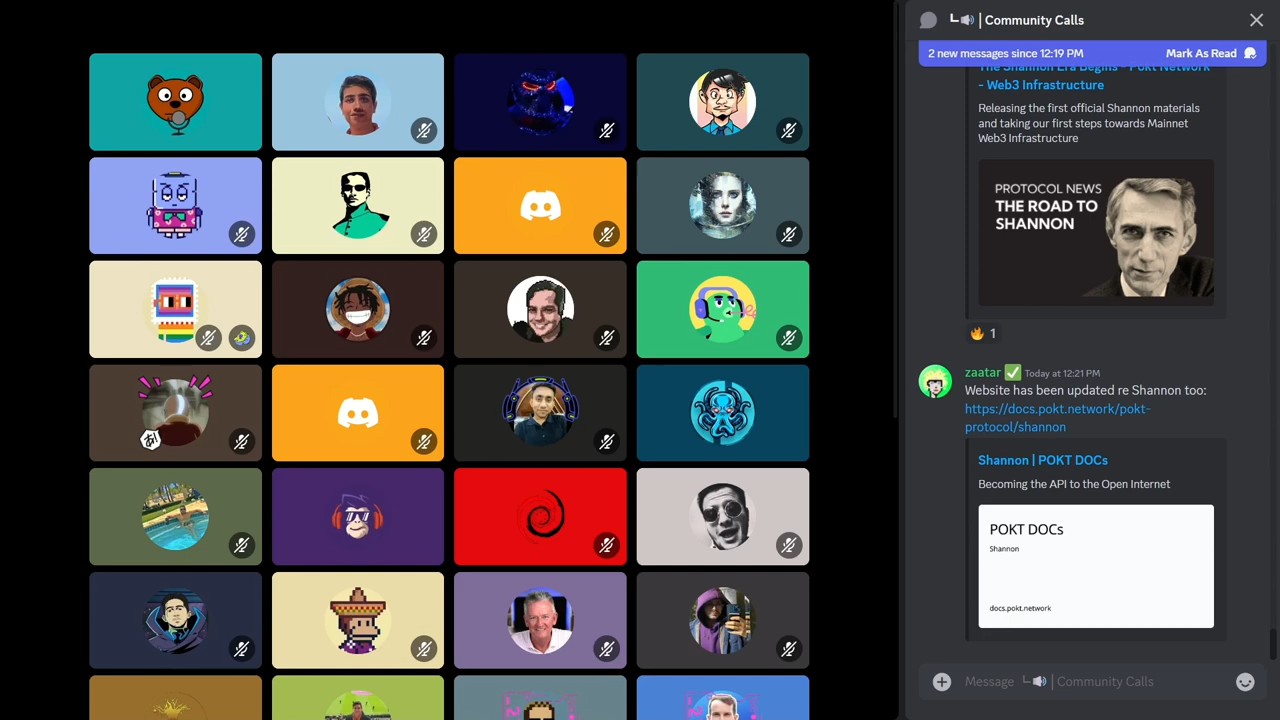 └🔊 | Community Calls
2 new messages since 12:19 PM Mark As Read
The Shannon Era Begins - Pokt Network
- Web3 Infrastructure
Releasing the first official Shannon materials
and taking our first steps towards Mainnet
Web3 Infrastructure
PROTOCOL NEWS
THE ROAD TO
SHANNON
🔥 1
zaatar ✅ Today at 12:21 PM
Website has been updated re Shannon too:
https://docs.pokt.network/pokt-
protocol/shannon
Shannon | POKT DOCs
Becoming the API to the Open Internet
POKT DOCs
Shannon
docs.pokt.network
Message └🔊 | Community Calls